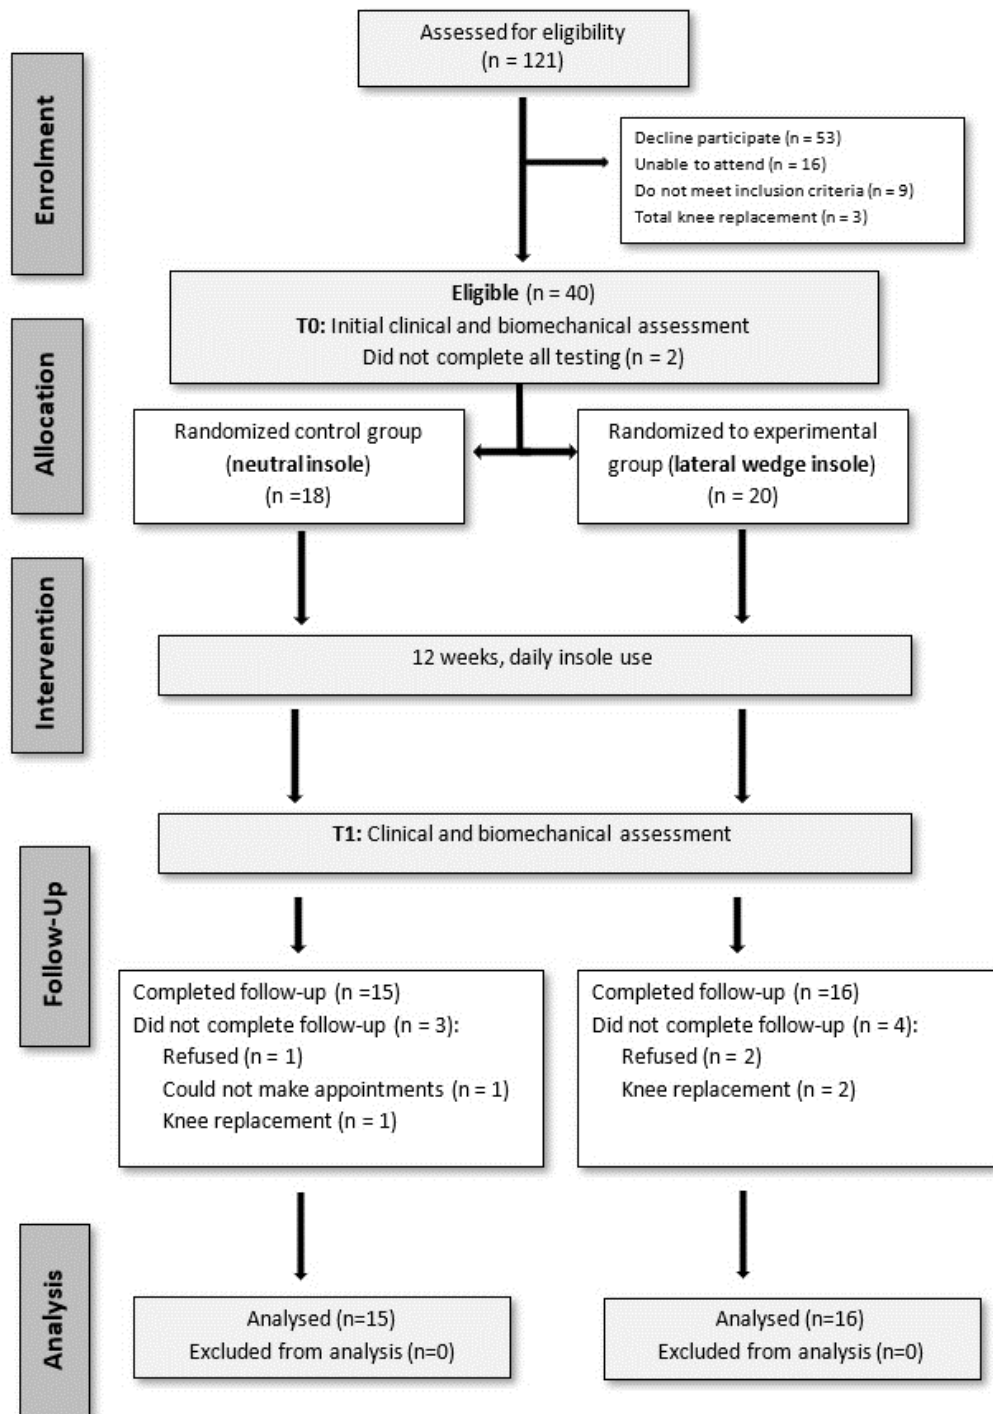 Assessed for eligibility
(n = 121)
Enrolment
Decline participate (n = 53)
Unable to attend (n = 16)
Do not meet inclusion criteria (n = 9)
Total knee replacement (n = 3)
Eligible (n = 40)
T0: Initial clinical and biomechanical assessment
Did not complete all testing (n = 2)
Allocation
Randomized control group
(neutral insole)
(n =18)
Randomized to experimental
group (lateral wedge insole)
(n = 20)
Intervention
12 weeks, daily insole use
T1: Clinical and biomechanical assessment
Follow-Up
Completed follow-up (n =15)
Did not complete follow-up (n = 3):
Refused (n = 1)
Could not make appointments (n = 1)
Knee replacement (n = 1)
Completed follow-up (n =16)
Did not complete follow-up (n = 4):
Refused (n = 2)
Knee replacement (n = 2)
Analysis
Analysed (n=15)
Excluded from analysis (n=0)
Analysed (n=16)
Excluded from analysis (n=0)